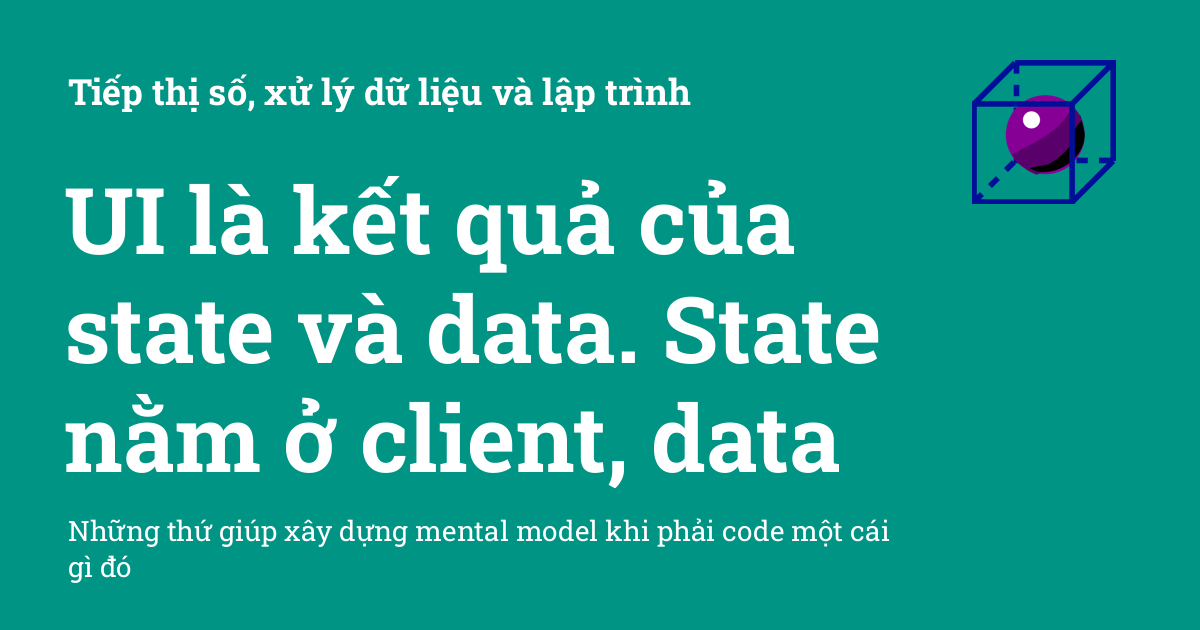 Tiếp thị số, xử lý dữ liệu và lập trình
UI là kết quả của
state và data. State
nằm ở client, data
Những thứ giúp xây dựng mental model khi phải code một cái
gì đó